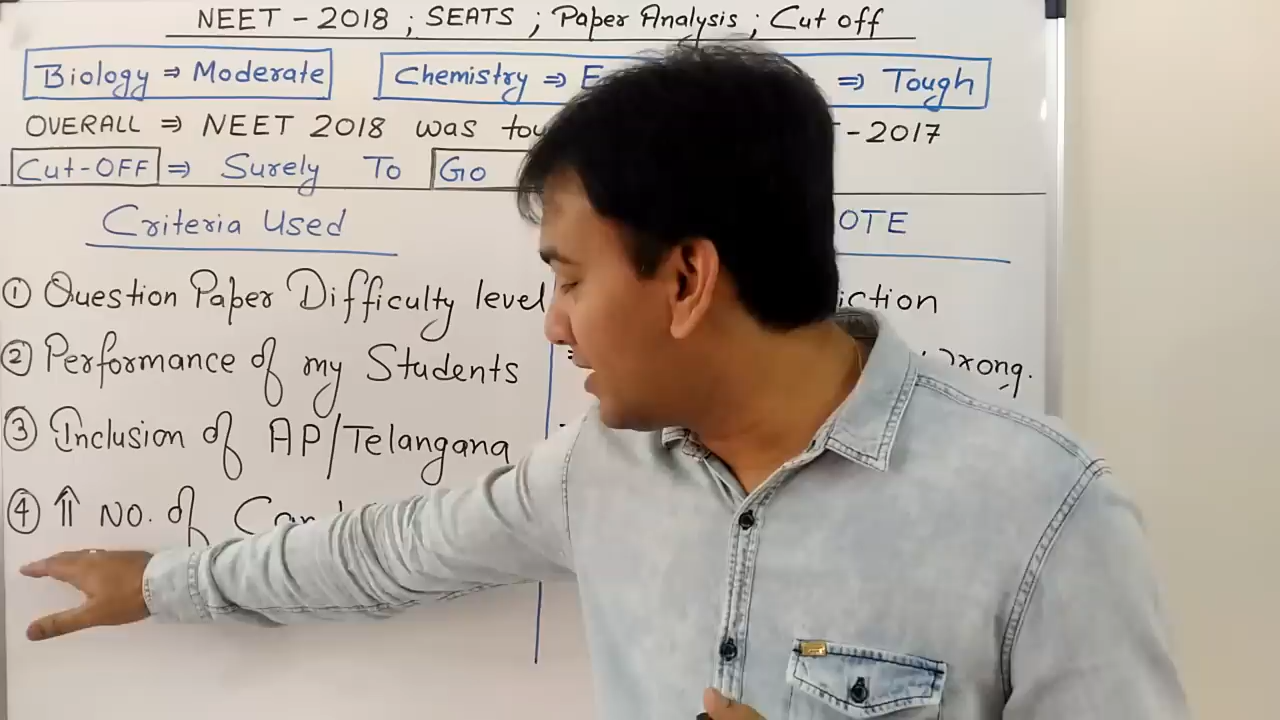 NEET - 2018 ; SEATS ; Paper Analysis ; Cut off
Biology ⇒ Moderate
Chemistry ⇒ E
⇒ Tough
OVERALL ⇒ NEET 2018 was tou
- 2017
Cut-OFF ⇒ Surely To Go
Criteria Used
OTE
① Question Paper Difficulty level
iction
② Performance of my Students
rong.
③ Inclusion of AP/Telangana
④ ⇑ NO. of